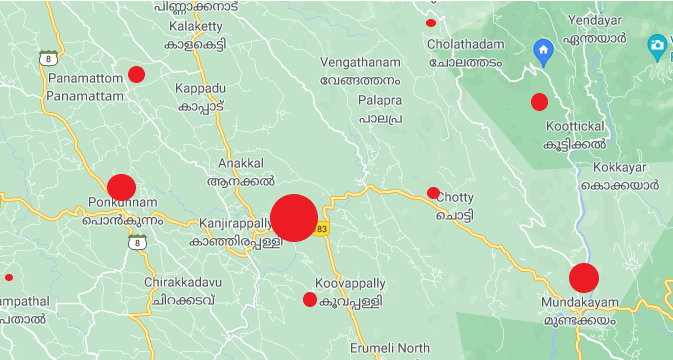 പിണ്ണാക്കനാട്
Kalaketty
കാളകെട്ടി
Yendayar
ഏന്തയാർ
Cholathadam
ചോലത്തടം
8
Vengathanam
വേങ്ങത്തനം
Panamattom
Panamattam
Kappadu
കാപ്പാട്
Palapra
പാലപ്ര
Koottickal
കൂട്ടിക്കൽ
Anakkal
ആനക്കൽ
Kokkayar
കൊക്കയാർ
Ponkunnam
പൊൻകുന്നം
Chotty
ചോട്ടി
Kanjirappally
കാഞ്ഞിരപ്പള്ളി
83
8
Chirakkadavu
ചിറക്കടവ്
Koovappally
കൂവപ്പള്ളി
Mundakayam
മുണ്ടക്കയം
Erumeli North